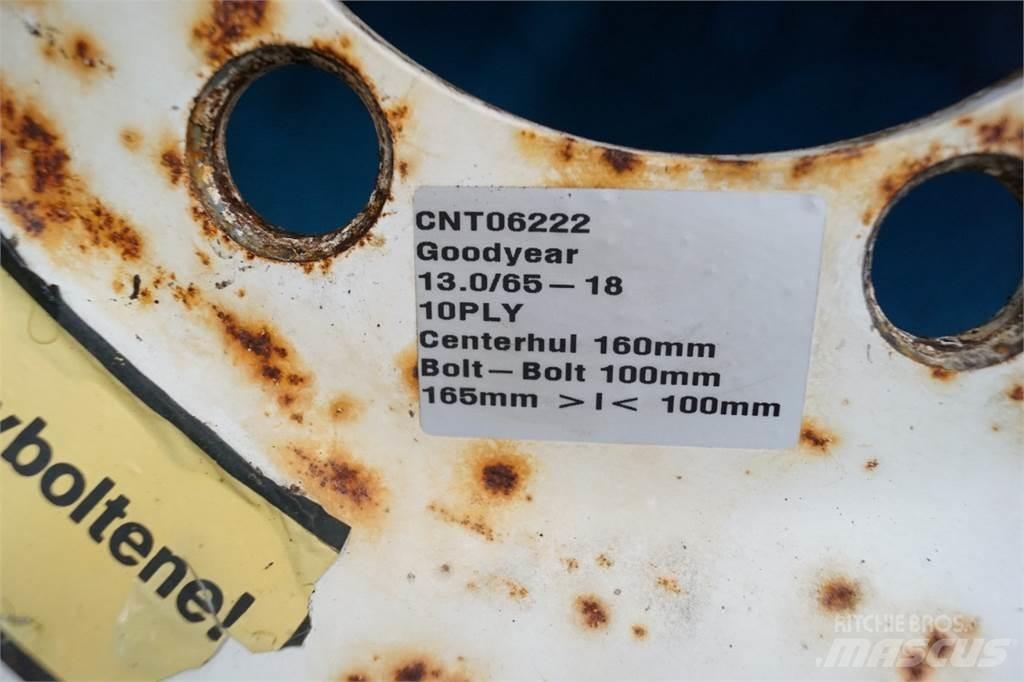 CNT06222
Goodyear
13.0/65-18
10PLY
Centerhul 160mm
Bolt-Bolt 100mm
165mm >I< 100mm
boltene!
RITCHIE BROS.
MASCUS